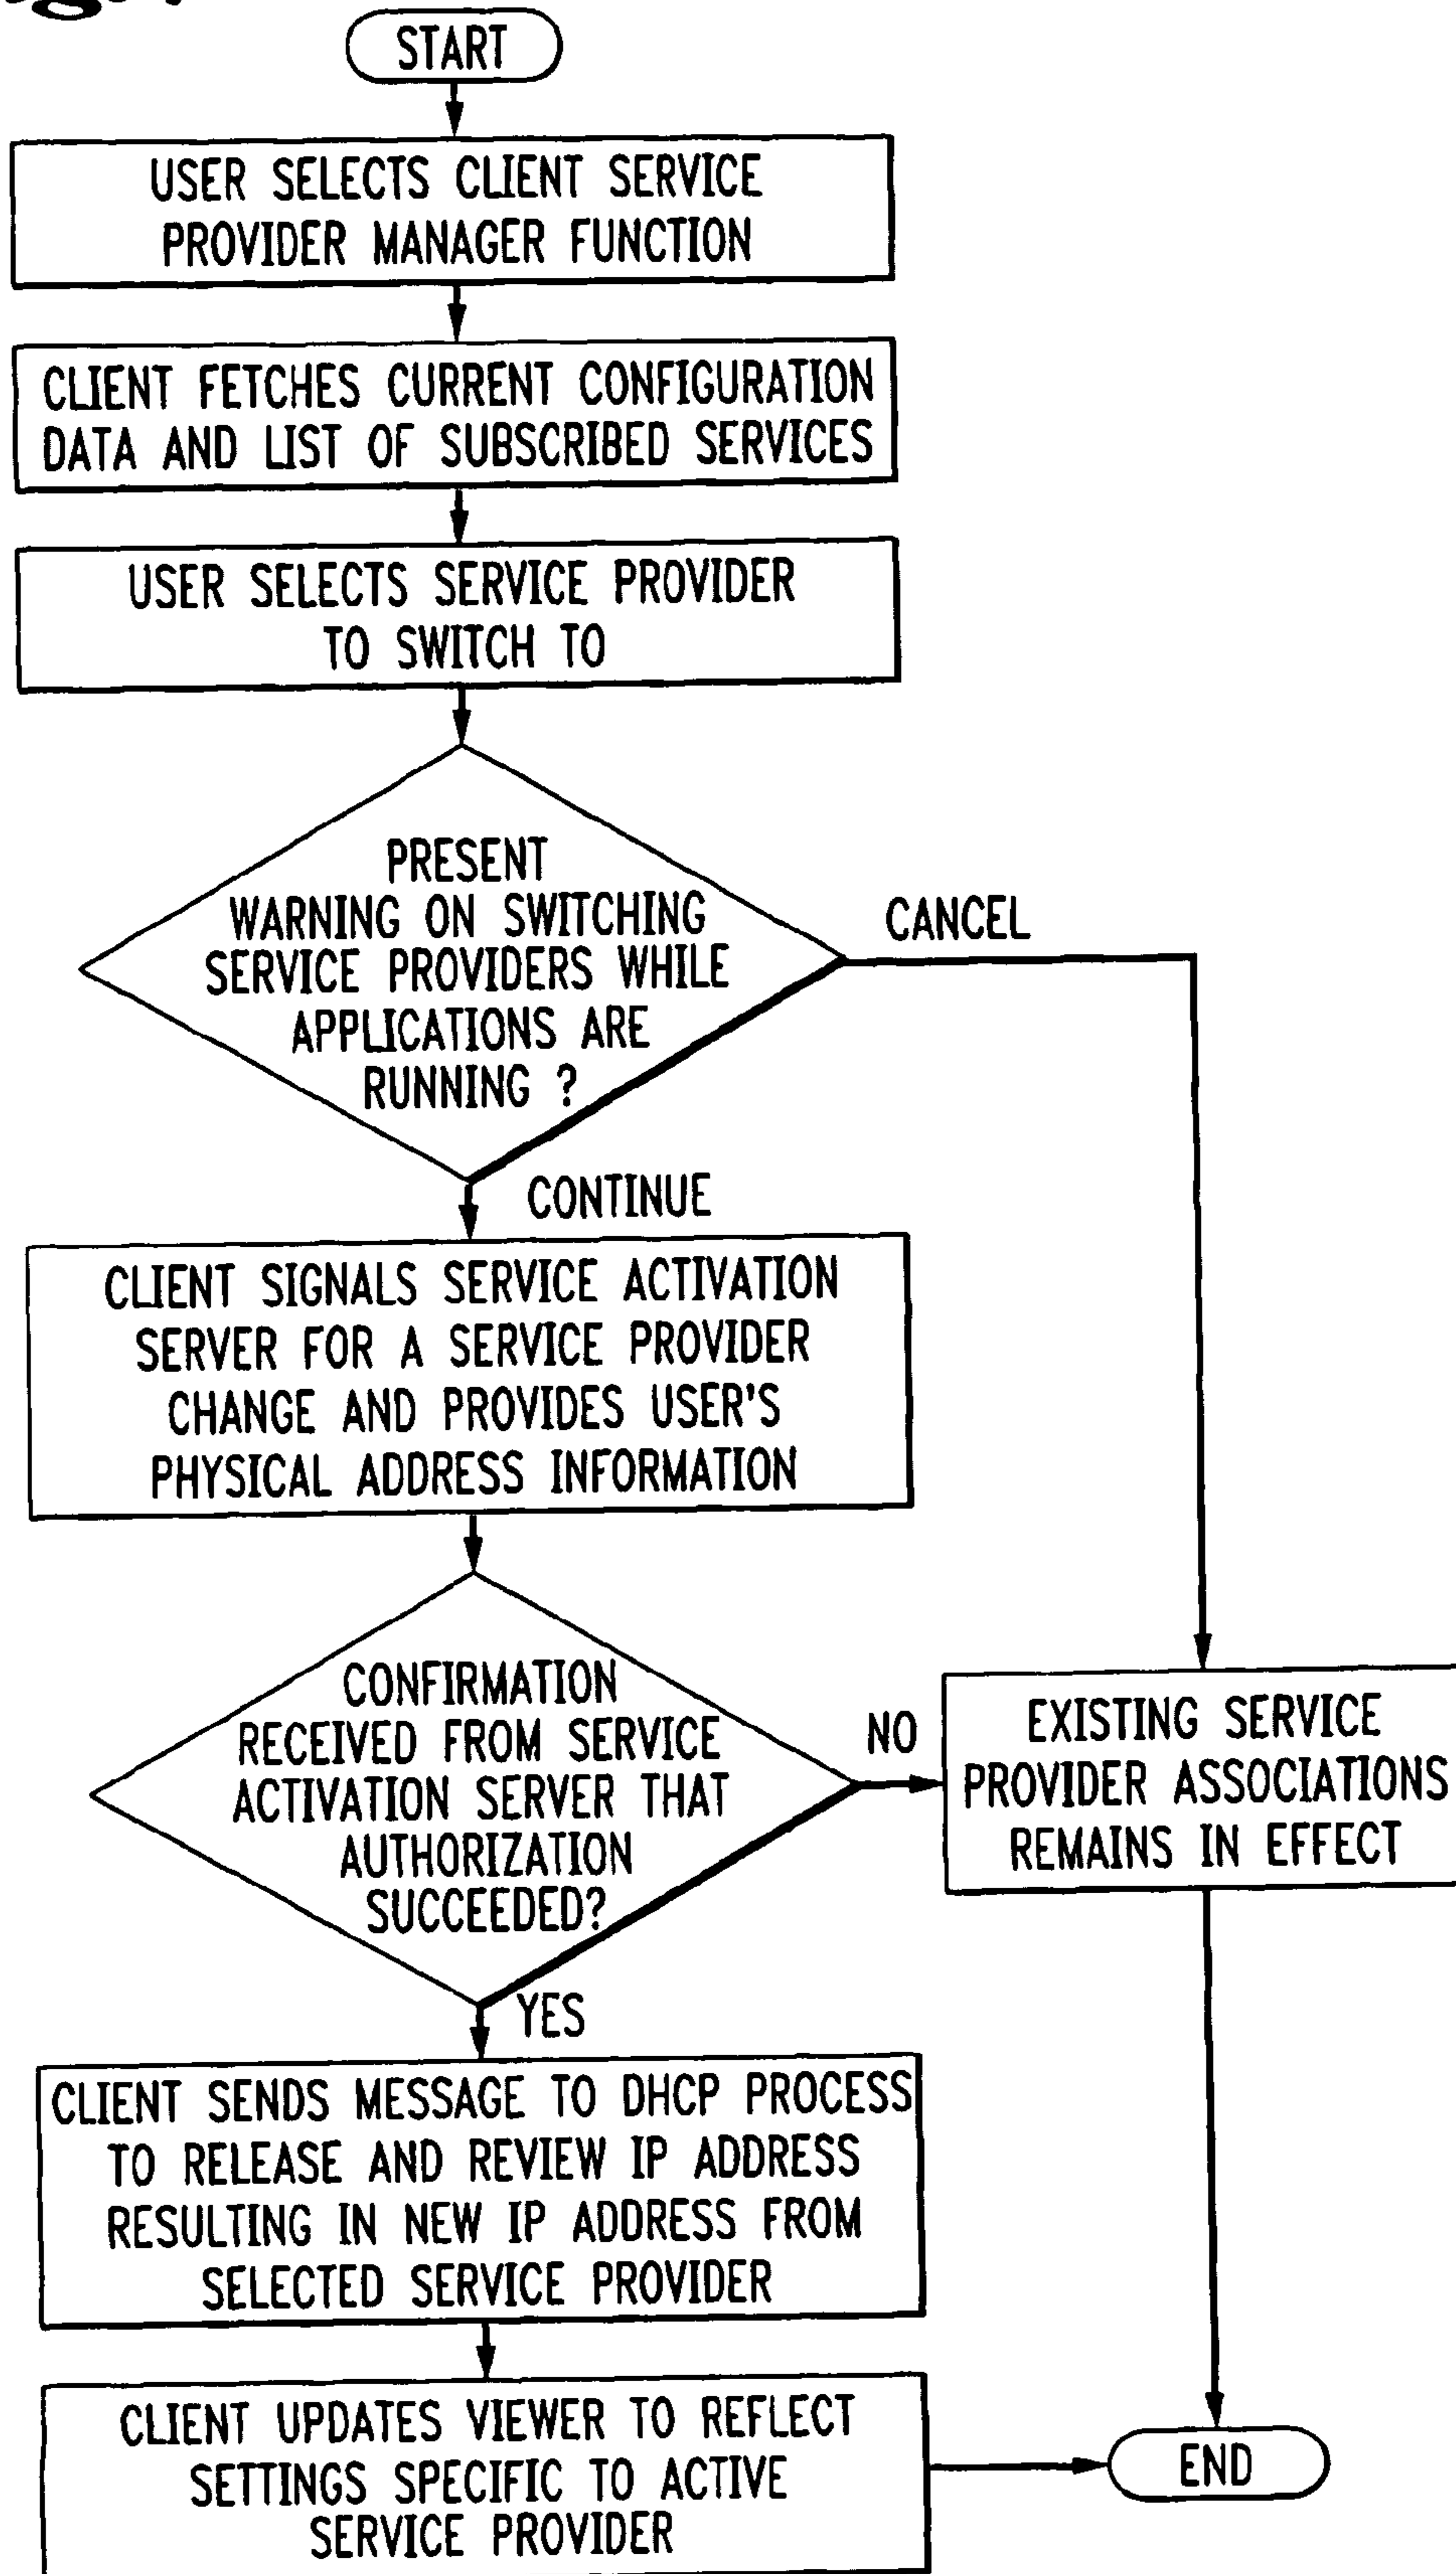 START
USER SELECTS CLIENT SERVICE
PROVIDER MANAGER FUNCTION
CLIENT FETCHES CURRENT CONFIGURATION
DATA AND LIST OF SUBSCRIBED SERVICES
USER SELECTS SERVICE PROVIDER
TO SWITCH TO
PRESENT
WARNING ON SWITCHING
SERVICE PROVIDERS WHILE
APPLICATIONS ARE
RUNNING ?
CANCEL
CONTINUE
CLIENT SIGNALS SERVICE ACTIVATION
SERVER FOR A SERVICE PROVIDER
CHANGE AND PROVIDES USER'S
PHYSICAL ADDRESS INFORMATION
CONFIRMATION
RECEIVED FROM SERVICE
ACTIVATION SERVER THAT
AUTHORIZATION
SUCCEEDED?
NO
EXISTING SERVICE
PROVIDER ASSOCIATIONS
REMAINS IN EFFECT
YES
CLIENT SENDS MESSAGE TO DHCP PROCESS
TO RELEASE AND REVIEW IP ADDRESS
RESULTING IN NEW IP ADDRESS FROM
SELECTED SERVICE PROVIDER
CLIENT UPDATES VIEWER TO REFLECT
SETTINGS SPECIFIC TO ACTIVE
SERVICE PROVIDER
END